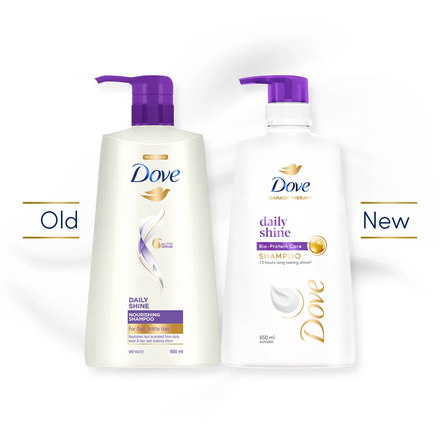 Old
Dove
DAILY
SHINE
NOURISHING
SHAMPOO
For Dull, Brittle Hair
650 ml
New
Dove
DAMAGE THERAPY
daily
shine
Bio-Protein Care
SHAMPOO
72 hours long lasting shine*
Dove
650 ml